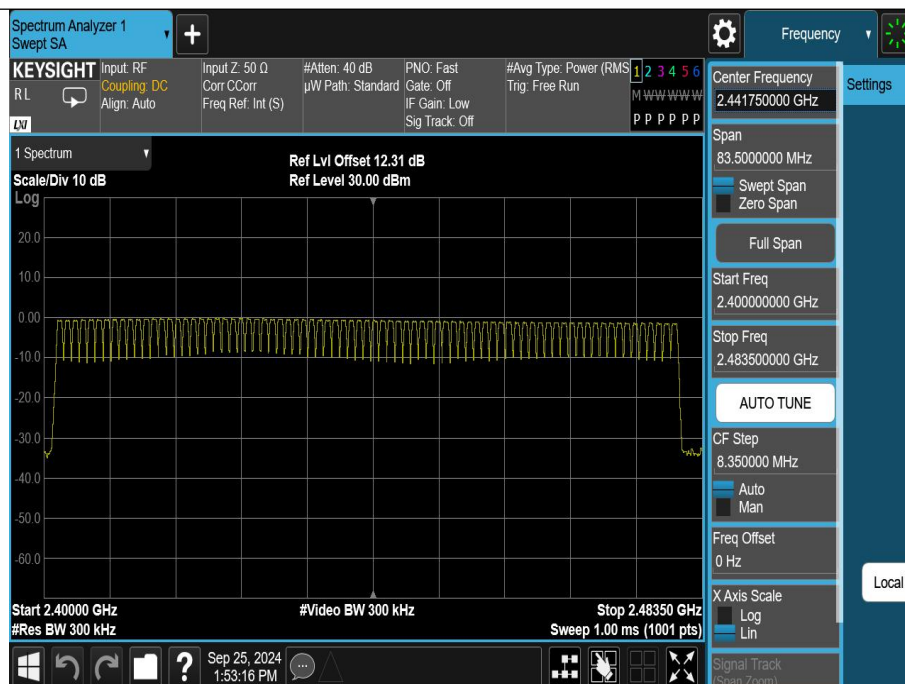 Spectrum Analyzer 1
Swept SA
+
Frequency
KEYSIGHT
RL
LXI
Input: RF
Coupling: DC
Align: Auto
Input Z: 50 Ω
Corr CCorr
Freq Ref: Int (S)
#Atten: 40 dB
µW Path: Standard
PNO: Fast
Gate: Off
IF Gain: Low
Sig Track: Off
#Avg Type: Power (RMS
Trig: Free Run
1 2 3 4 5 6
M W W W W W
P P P P P P
1 Spectrum
Scale/Div 10 dB
Log
Ref Lvl Offset 12.31 dB
Ref Level 30.00 dBm
20.0
10.0
0.00
-10.0
-20.0
-30.0
-40.0
-50.0
-60.0
Start 2.40000 GHz
#Res BW 300 kHz
#Video BW 300 kHz
Stop 2.48350 GHz
Sweep 1.00 ms (1001 pts)
Center Frequency
2.441750000 GHz
Settings
Span
83.5000000 MHz
Swept Span
Zero Span
Full Span
Start Freq
2.400000000 GHz
Stop Freq
2.483500000 GHz
AUTO TUNE
CF Step
8.350000 MHz
Auto
Man
Freq Offset
0 Hz
Local
X Axis Scale
Log
Lin
Signal Track
(Span Zoom)
?
Sep 25, 2024
1:53:16 PM